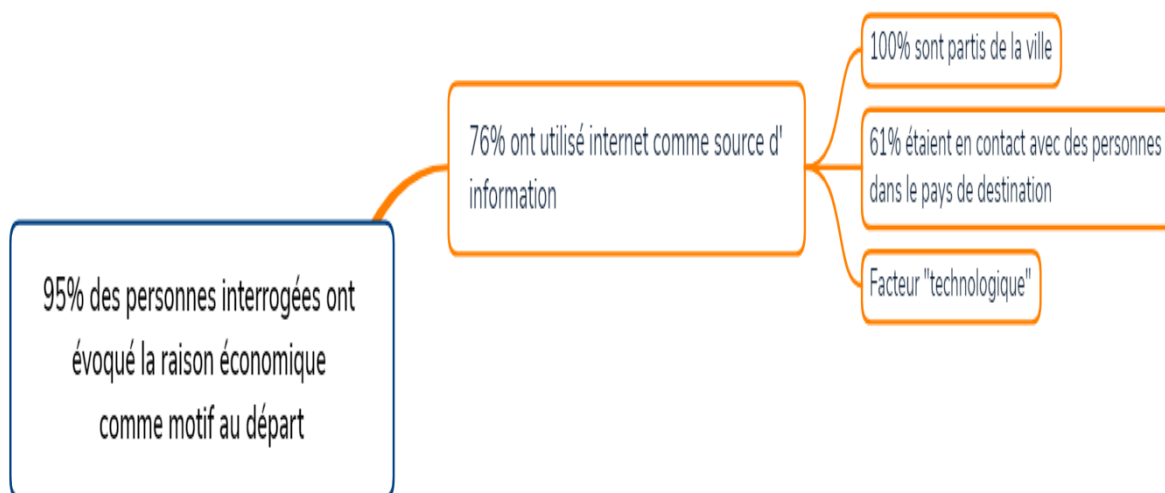 95% des personnes interrogées ont
évoqué la raison économique
comme motif au départ
76% ont utilisé internet comme source d'
information
100% sont partis de la ville
61% étaient en contact avec des personnes
dans le pays de destination
Facteur "technologique"